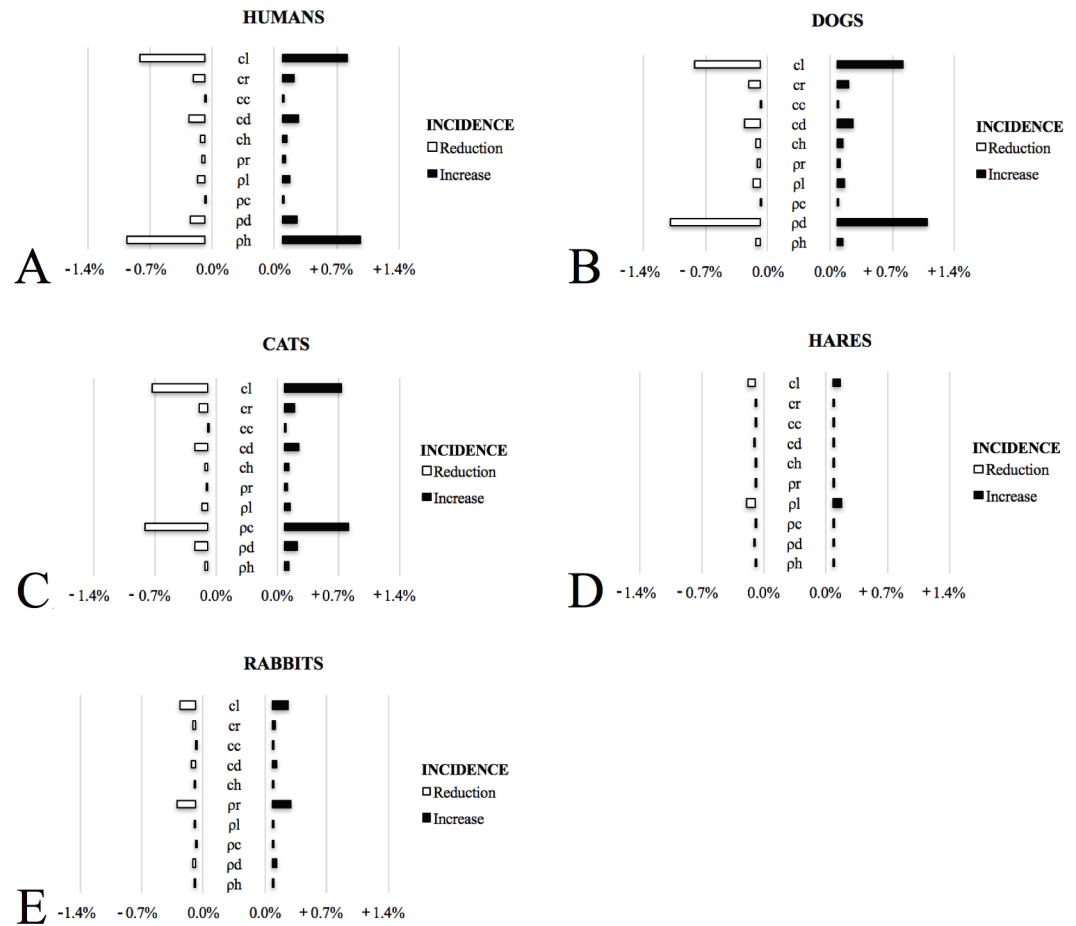 HUMANS
cl
cr
cc
cd
ch
ρr
ρl
ρc
ρd
ρh
INCIDENCE
Reduction
Increase
A
- 1.4% - 0.7% 0.0% 0.0% + 0.7% + 1.4%
DOGS
cl
cr
cc
cd
ch
ρr
ρl
ρc
ρd
ρh
INCIDENCE
Reduction
Increase
B
- 1.4% - 0.7% 0.0% 0.0% + 0.7% + 1.4%
CATS
cl
cr
cc
cd
ch
ρr
ρl
ρc
ρd
ρh
INCIDENCE
Reduction
Increase
C
- 1.4% - 0.7% 0.0% 0.0% + 0.7% + 1.4%
HARES
cl
cr
cc
cd
ch
ρr
ρl
ρc
ρd
ρh
INCIDENCE
Reduction
Increase
D
- 1.4% - 0.7% 0.0% 0.0% + 0.7% + 1.4%
RABBITS
cl
cr
cc
cd
ch
ρr
ρl
ρc
ρd
ρh
INCIDENCE
Reduction
Increase
E
- 1.4% - 0.7% 0.0% 0.0% + 0.7% + 1.4%